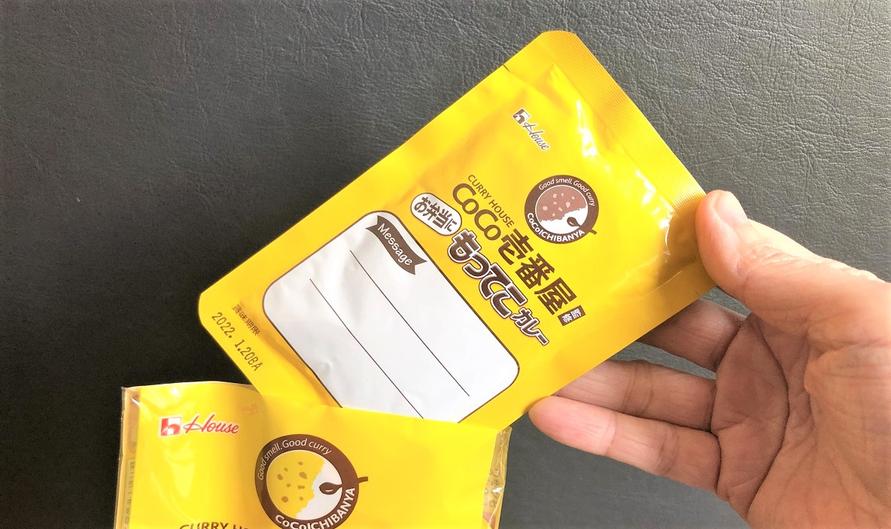 House
Good smell, Good curry
CoCoICHIBANYA
CURRY HOUSE
CoCo壱番屋 監修
お弁当に
もってこカレー
Message
賞味期限
2022. 1.20BA
House
Good smell, Good curry
CoCoICHIBANYA